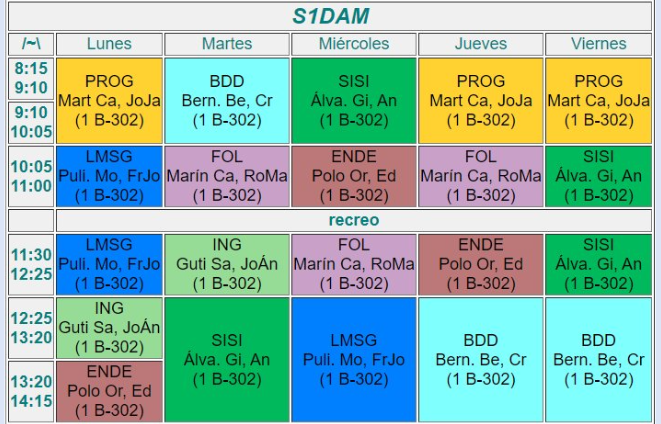 S1DAM
/~\ Lunes Martes Miércoles Jueves Viernes
8:15
9:10
PROG
Mart Ca, JoJa
(1 B-302)
BDD
Bern. Be, Cr
(1 B-302)
SISI
Álva. Gi, An
(1 B-302)
PROG
Mart Ca, JoJa
(1 B-302)
PROG
Mart Ca, JoJa
(1 B-302)
9:10
10:05
10:05
11:00
LMSG
Puli. Mo, FrJo
(1 B-302)
FOL
Marín Ca, RoMa
(1 B-302)
ENDE
Polo Or, Ed
(1 B-302)
FOL
Marín Ca, RoMa
(1 B-302)
SISI
Álva. Gi, An
(1 B-302)
recreo
11:30
12:25
LMSG
Puli. Mo, FrJo
(1 B-302)
ING
Guti Sa, JoÁn
(1 B-302)
FOL
Marín Ca, RoMa
(1 B-302)
ENDE
Polo Or, Ed
(1 B-302)
SISI
Álva. Gi, An
(1 B-302)
12:25
13:20
ING
Guti Sa, JoÁn
(1 B-302)
SISI
Álva. Gi, An
(1 B-302)
LMSG
Puli. Mo, FrJo
(1 B-302)
BDD
Bern. Be, Cr
(1 B-302)
BDD
Bern. Be, Cr
(1 B-302)
13:20
14:15
ENDE
Polo Or, Ed
(1 B-302)